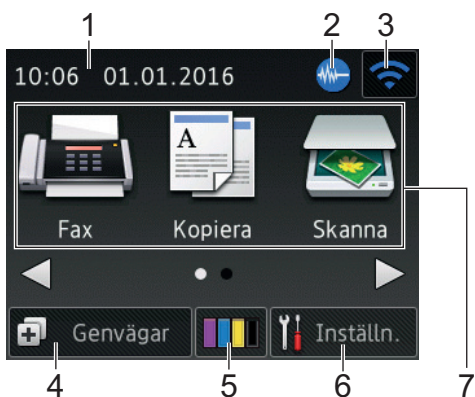 1 2 3
10:06 01.01.2016
A
Fax Kopiera Skanna
Genvägar Inställn.
4 5 6 7